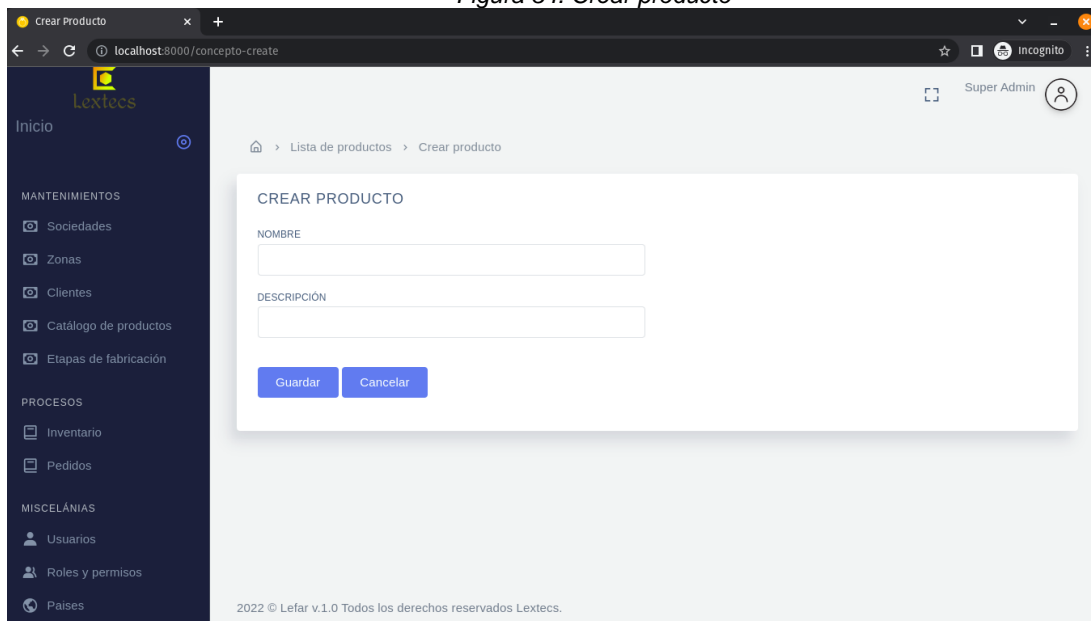 Crear Producto
localhost:8000/concepto-create
Incognito
Lextecs
Inicio
Super Admin
Lista de productos > Crear producto
MANTENIMIENTOS
Sociedades
Zonas
Clientes
Catálogo de productos
Etapas de fabricación
PROCESOS
Inventario
Pedidos
MISCELÁNIAS
Usuarios
Roles y permisos
Paises
CREAR PRODUCTO
NOMBRE
DESCRIPCIÓN
Guardar Cancelar
2022 © Lefar v.1.0 Todos los derechos reservados Lextecs.